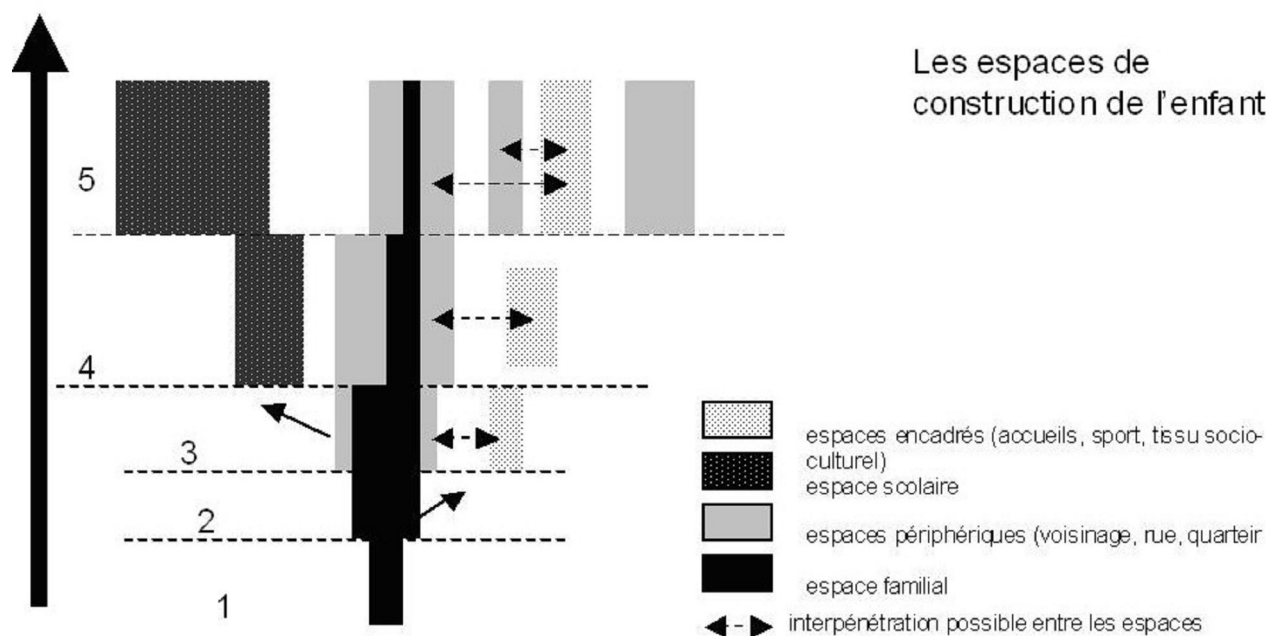 Les espaces de
construction de l'enfant
5
4
3
2
1
espaces encadrés (accueils, sport, tissu socio-
culturel)
espace scolaire
espaces périphériques (voisinage, rue, quarteir
espace familial
interpénétration possible entre les espaces